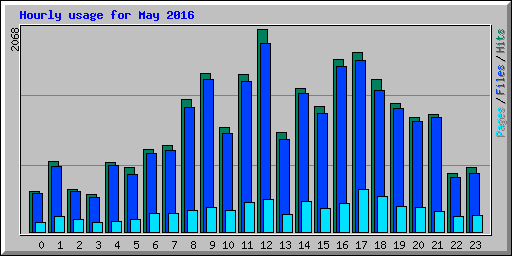 Hourly usage for May 2016
2068
Pages/Files/Hits
0 1 2 3 4 5 6 7 8 9 10 11 12 13 14 15 16 17 18 19 20 21 22 23